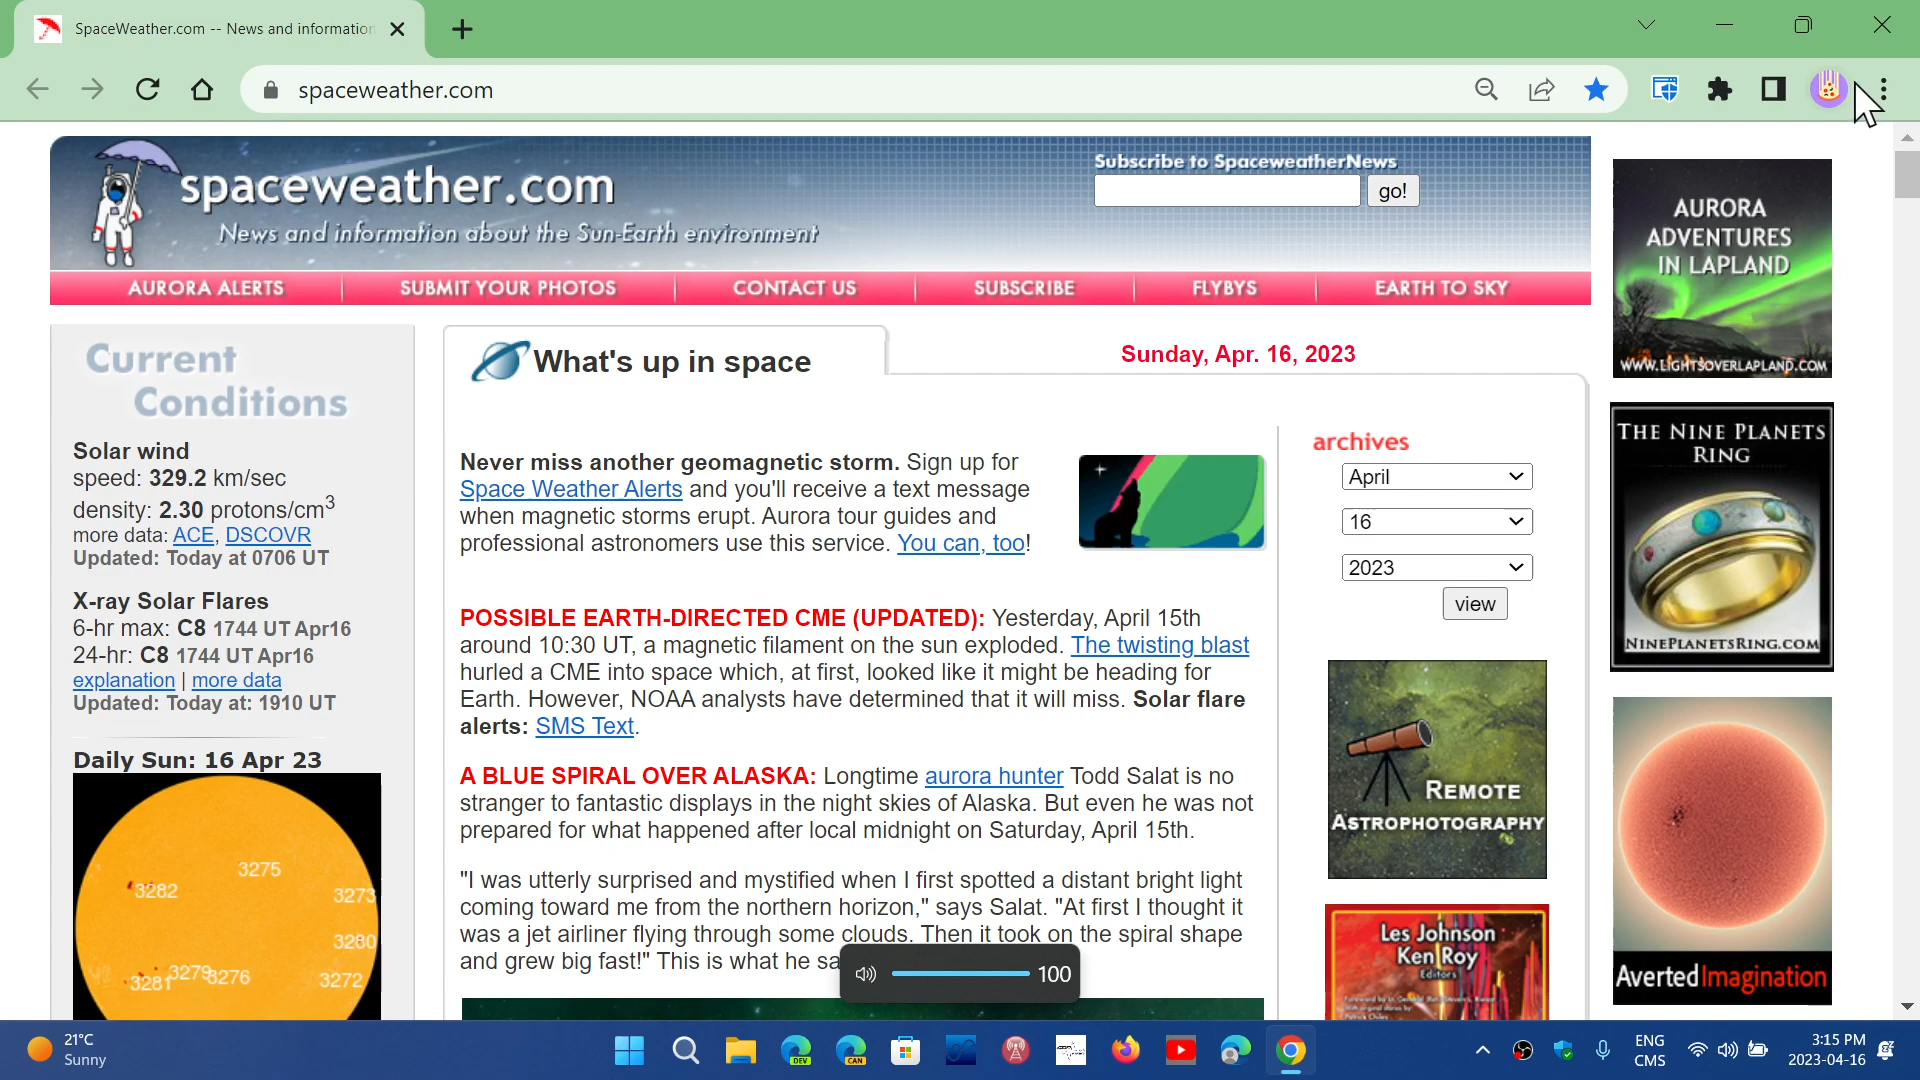 SpaceWeather.com -- News and information
spaceweather.com
spaceweather.com
News and information about the Sun-Earth environment
Subscribe to SpaceweatherNews
go!
AURORA ALERTS
SUBMIT YOUR PHOTOS
CONTACT US
SUBSCRIBE
FLYBYS
EARTH TO SKY
Current
Conditions
Solar wind
speed: 329.2 km/sec
density: 2.30 protons/cm3
more data: ACE, DSCOVR
Updated: Today at 0706 UT
X-ray Solar Flares
6-hr max: C8 1744 UT Apr16
24-hr: C8 1744 UT Apr16
explanation | more data
Updated: Today at: 1910 UT
Daily Sun: 16 Apr 23
3275
3282
3273
3280
3279
3281
3276
3272
What's up in space
Sunday, Apr. 16, 2023
Never miss another geomagnetic storm. Sign up for
Space Weather Alerts and you'll receive a text message
when magnetic storms erupt. Aurora tour guides and
professional astronomers use this service. You can, too!
POSSIBLE EARTH-DIRECTED CME (UPDATED): Yesterday, April 15th
around 10:30 UT, a magnetic filament on the sun exploded. The twisting blast
hurled a CME into space which, at first, looked like it might be heading for
Earth. However, NOAA analysts have determined that it will miss. Solar flare
alerts: SMS Text.
A BLUE SPIRAL OVER ALASKA: Longtime aurora hunter Todd Salat is no
stranger to fantastic displays in the night skies of Alaska. But even he was not
prepared for what happened after local midnight on Saturday, April 15th.
"I was utterly surprised and mystified when I first spotted a distant bright light
coming toward me from the northern horizon," says Salat. "At first I thought it
was a jet airliner flying through some clouds. Then it took on the spiral shape
and grew big fast!" This is what he sa
100
archives
April
16
2023
view
REMOTE
ASTROPHOTOGRAPHY
Les Johnson
Ken Roy
Editors
AURORA
ADVENTURES
IN LAPLAND
WWW.LIGHTSOVERLAPLAND.COM
THE NINE PLANETS
RING
NINEPLANETSRING.COM
AvertedImagination
21°C
Sunny
DEV
CAN
ENG
CMS
3:15 PM
2023-04-16